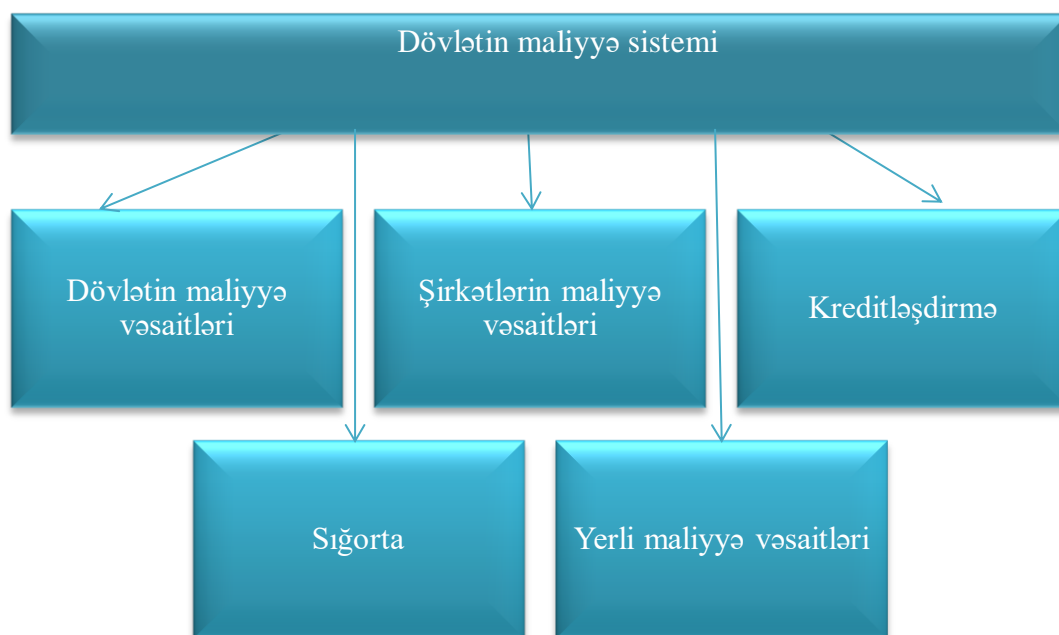 Dövlətin maliyyə sistemi
Dövlətin maliyyə
vəsaitləri
Şirkətlərin maliyyə
vəsaitləri
Kreditləşdirmə
Sığorta
Yerli maliyyə vəsaitləri